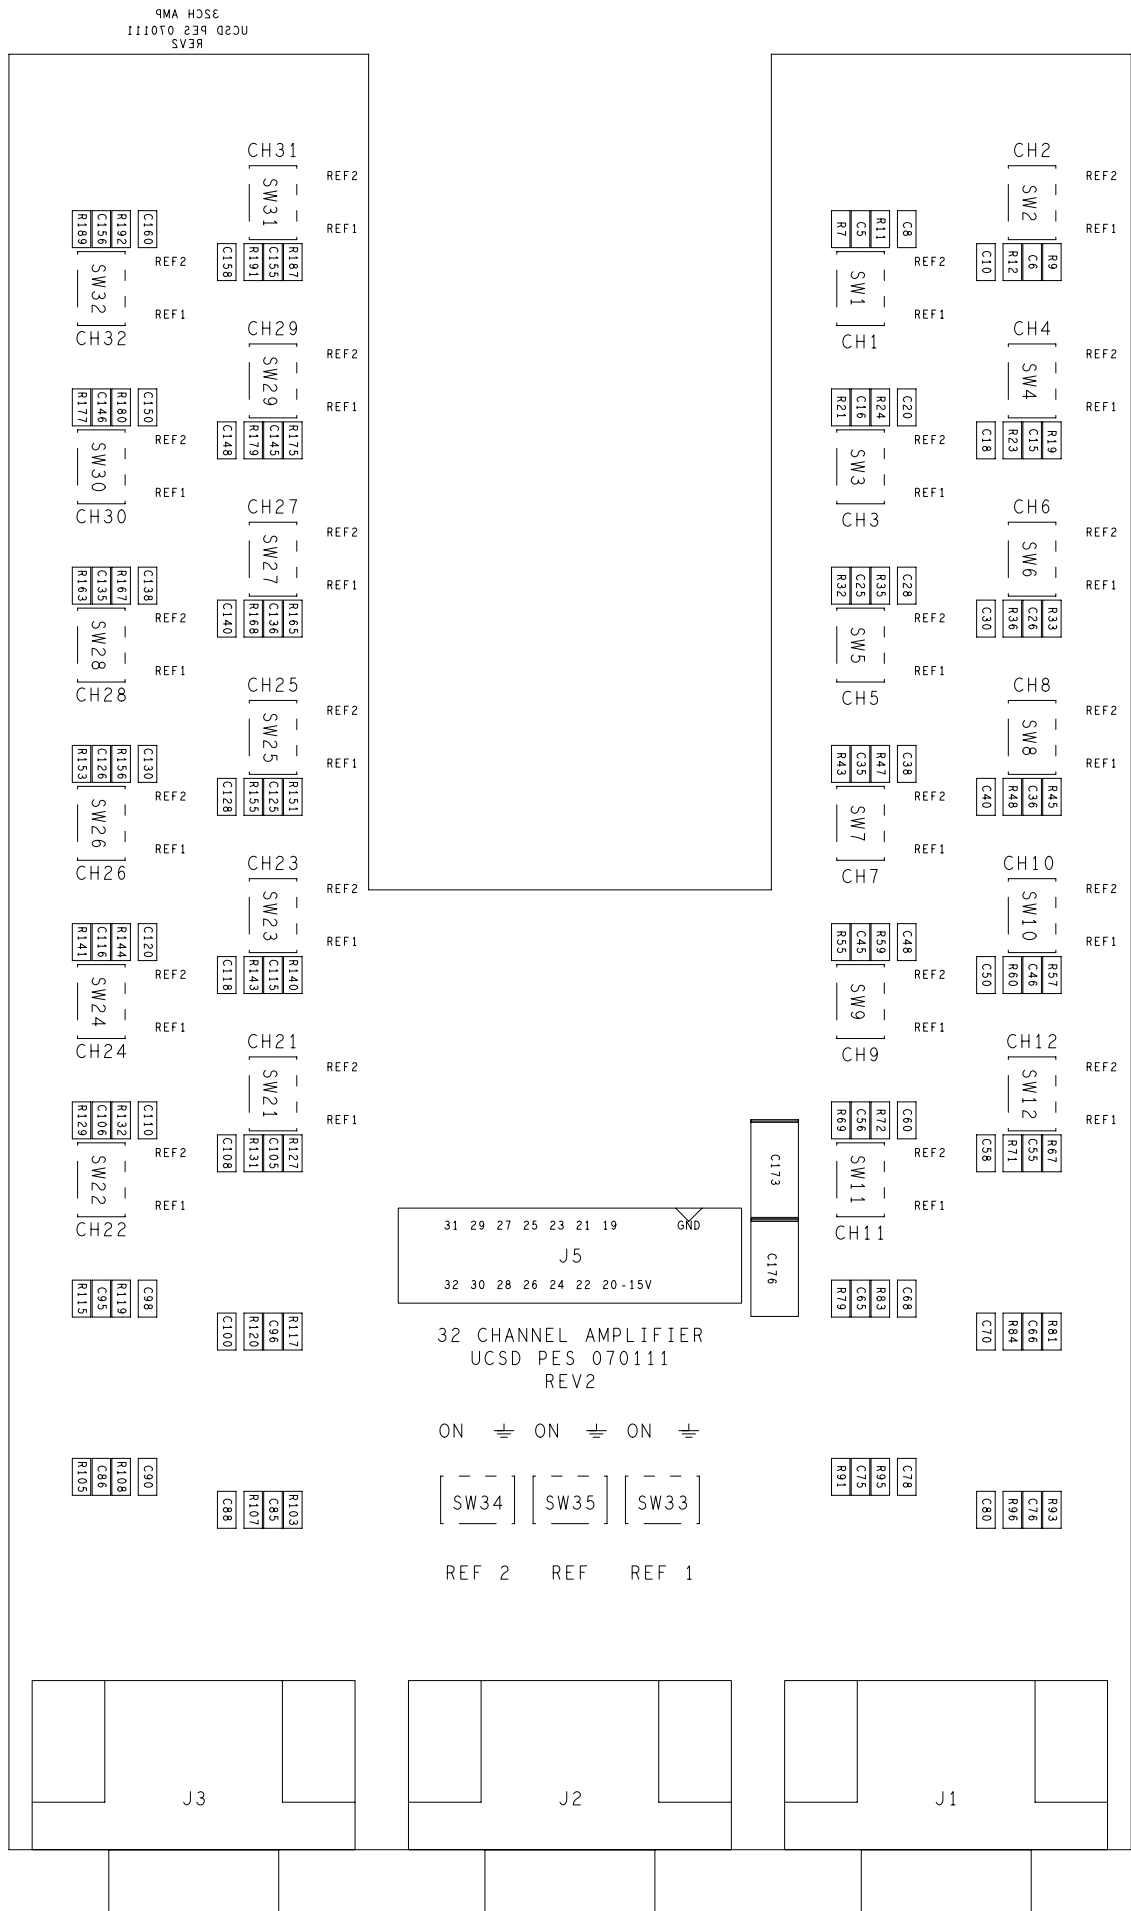 32CH AMP
UCSD PES 070111
REV2
CH31
CH2
SW31
REF2
REF1
SW2
REF2
REF1
R189 C156 R192 C160
C158 R191 C155 R187
R7 C5 R11 C8
C10 R12 C6 R9
SW32
REF2
REF1
CH32
SW1
REF2
REF1
CH1
CH29
CH4
SW29
REF2
REF1
SW4
REF2
REF1
R177 C146 R180 C150
C148 R179 C145 R175
R21 C16 R24 C20
C18 R23 C15 R19
SW30
REF2
REF1
CH30
SW3
REF2
REF1
CH3
CH27
CH6
SW27
REF2
REF1
SW6
REF2
REF1
R163 C135 R167 C138
C140 R168 C136 R165
R32 C25 R35 C28
C30 R36 C26 R33
SW28
REF2
REF1
CH28
SW5
REF2
REF1
CH5
CH25
CH8
SW25
REF2
REF1
SW8
REF2
REF1
R153 C126 R156 C130
C128 R155 C125 R151
R43 C35 R47 C38
C40 R48 C36 R45
SW26
REF2
REF1
CH26
SW7
REF2
REF1
CH7
CH23
CH10
SW23
REF2
REF1
SW10
REF2
REF1
R141 C116 R144 C120
C118 R143 C115 R140
R55 C45 R59 C48
C50 R60 C46 R57
SW24
REF2
REF1
CH24
SW9
REF2
REF1
CH9
CH21
CH12
SW21
REF2
REF1
SW12
REF2
REF1
R129 C106 R132 C110
C108 R131 C105 R127
R69 C56 R72 C60
C58 R71 C55 R67
SW22
REF2
REF1
CH22
SW11
REF2
REF1
CH11
C173
C176
31 29 27 25 23 21 19 GND
J5
32 30 28 26 24 22 20 -15V
R115 C95 R119 C98
C100 R120 C96 R117
R79 C65 R83 C68
C70 R84 C66 R81
32 CHANNEL AMPLIFIER
UCSD PES 070111
REV2
ON ⏚ ON ⏚ ON ⏚
R105 C86 R108 C90
C88 R107 C85 R103
SW34 SW35 SW33
R91 C75 R95 C78
C80 R96 C76 R93
REF 2 REF REF 1
J3 J2 J1